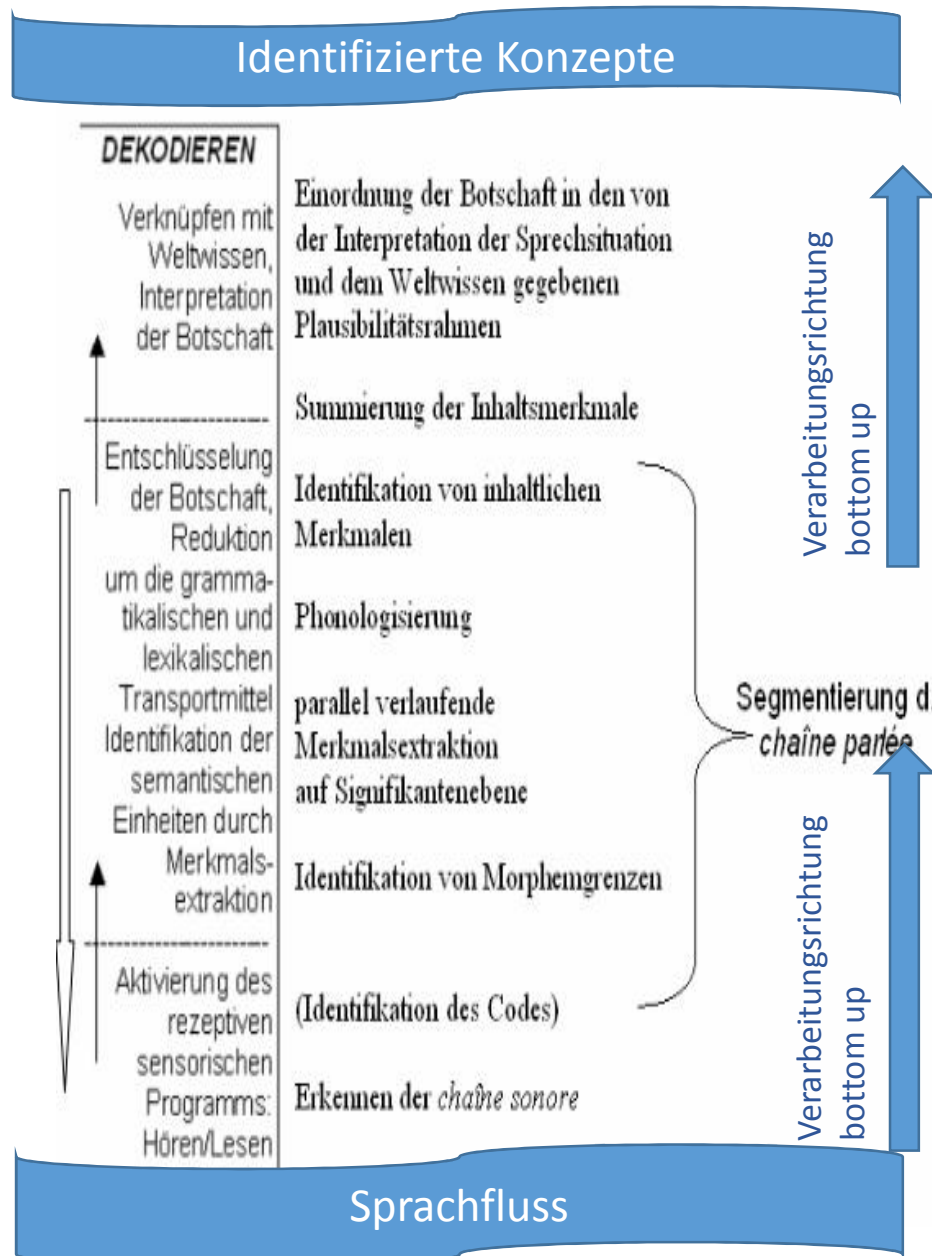 Identifizierte Konzepte
DEKODIEREN
Verknüpfen mit
Weltwissen,
Interpretation
der Botschaft
Entschlüsselung
der Botschaft,
Reduktion
um die gramma-
tikalischen und
lexikalischen
Transportmittel
Identifikation der
semantischen
Einheiten durch
Merkmals-
extraktion
Aktivierung des
rezeptiven
sensorischen
Programms:
Hören/Lesen
Einordnung der Botschaft in den von
der Interpretation der Sprechsituation
und dem Weltwissen gegebenen
Plausibilitätsrahmen
Summierung der Inhaltsmerkmale
Identifikation von inhaltlichen
Merkmalen
Phonologisierung
parallel verlaufende
Merkmalsextraktion
auf Signifikantenebene
Identifikation von Morphemgrenzen
(Identifikation des Codes)
Erkennen der chaîne sonore
Segmentierung d.
chaîne parlée
Verarbeitungsrichtung
bottom up
Verarbeitungsrichtung
bottom up
Sprachfluss